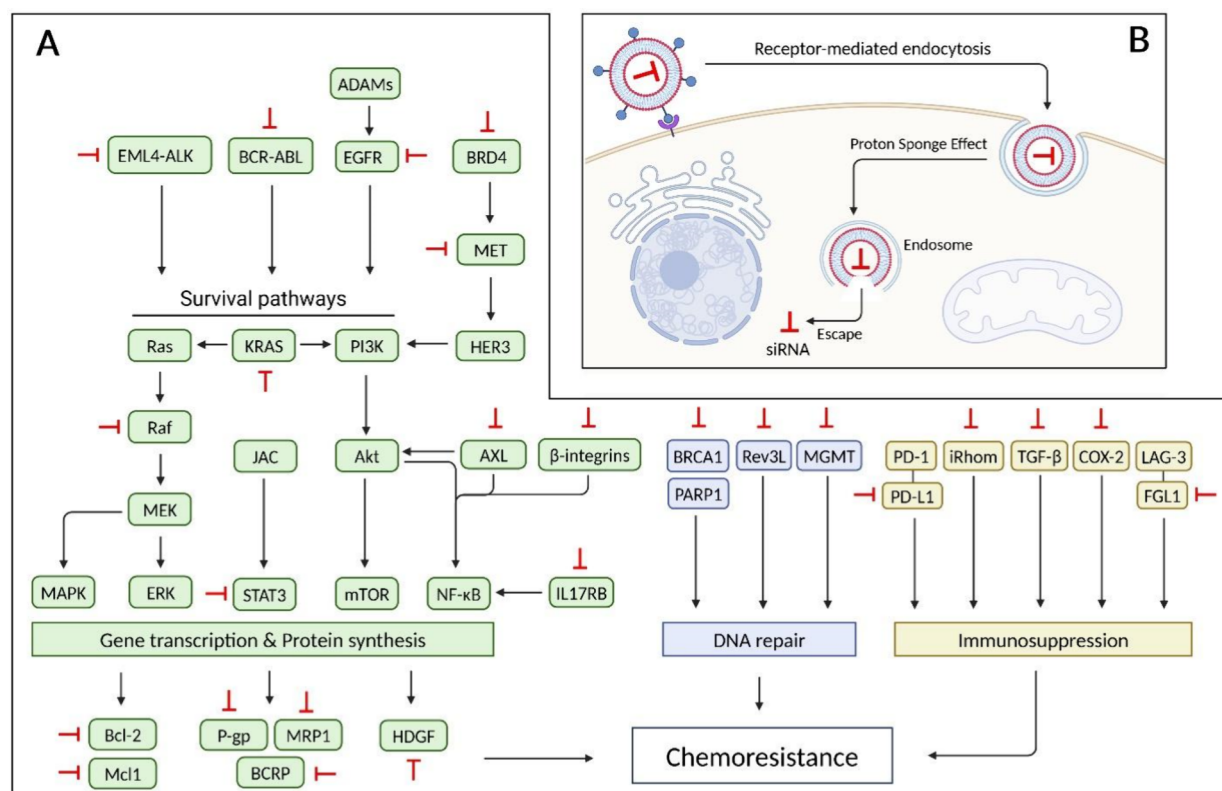 A
B
Receptor-mediated endocytosis
Proton Sponge Effect
Endosome
Escape
siRNA
ADAMs
EML4-ALK
BCR-ABL
EGFR
BRD4
MET
Survival pathways
Ras
KRAS
PI3K
HER3
Raf
JAC
Akt
AXL
β-integrins
MEK
MAPK
ERK
STAT3
mTOR
NF-κB
IL17RB
BRCA1
Rev3L
MGMT
PARP1
PD-1
iRhom
TGF-β
COX-2
LAG-3
PD-L1
FGL1
Gene transcription & Protein synthesis
DNA repair
Immunosuppression
Bcl-2
P-gp
MRP1
HDGF
Mcl1
BCRP
Chemoresistance